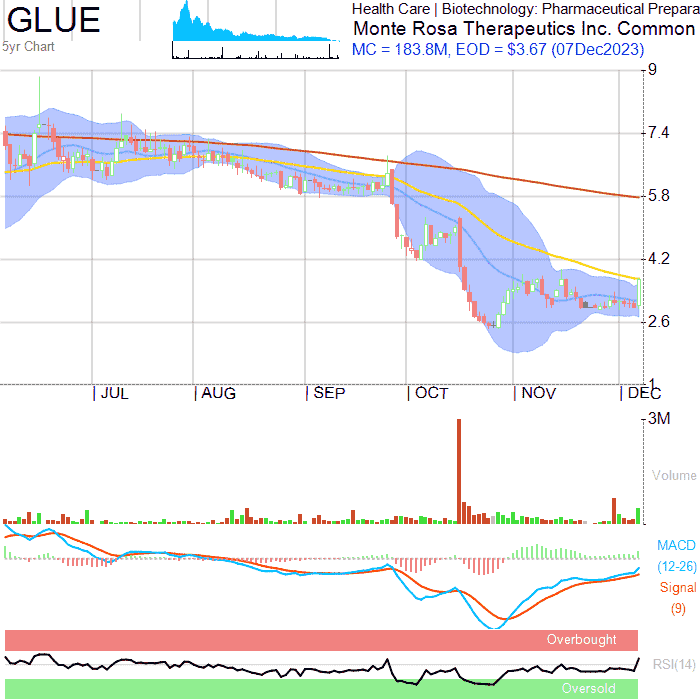 GLUE
5yr Chart
Health Care | Biotechnology: Pharmaceutical Prepara
Monte Rosa Therapeutics Inc. Common
MC = 183.8M, EOD = $3.67 (07Dec2023)
9
7.4
5.8
4.2
2.6
1
JUL AUG SEP OCT NOV DEC
3M
Volume
MACD
(12-26)
Signal
(9)
Overbought
RSI(14)
Oversold